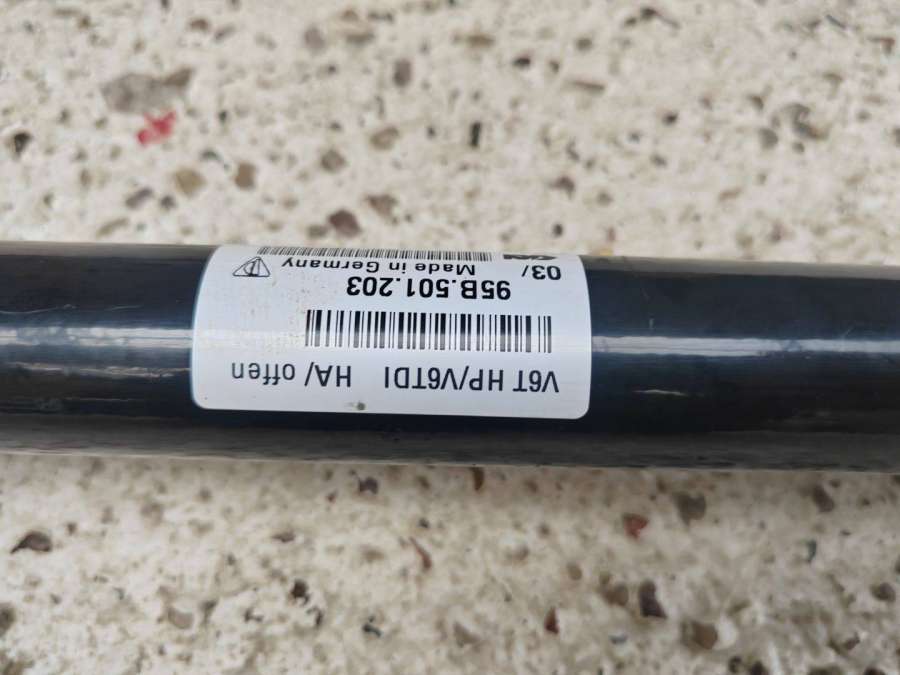 V6T HP/V6TDI HA/ offen
95B.501.203
Made in Germany
03/